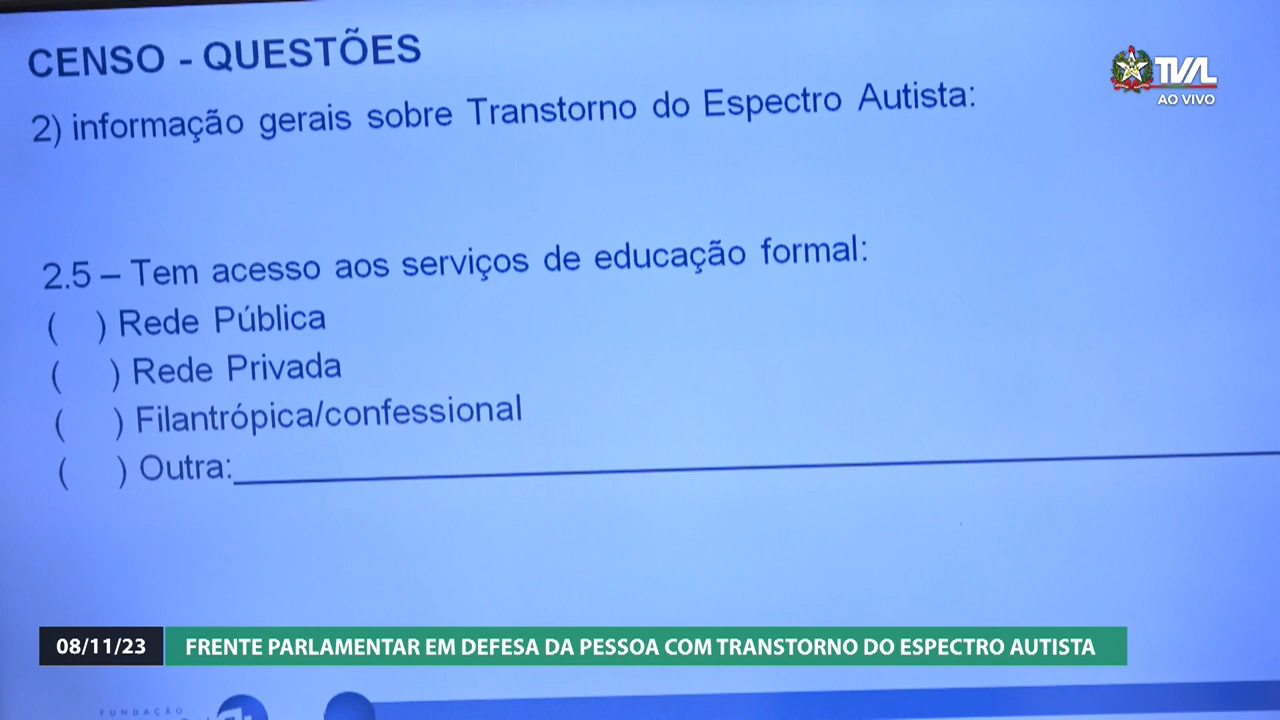 CENSO - QUESTÕES
TVAL
AO VIVO
2) informação gerais sobre Transtorno do Espectro Autista:
2.5 – Tem acesso aos serviços de educação formal:
( ) Rede Pública
( ) Rede Privada
( ) Filantrópica/confessional
( ) Outra:
08/11/23 FRENTE PARLAMENTAR EM DEFESA DA PESSOA COM TRANSTORNO DO ESPECTRO AUTISTA
FUNDAÇÃO